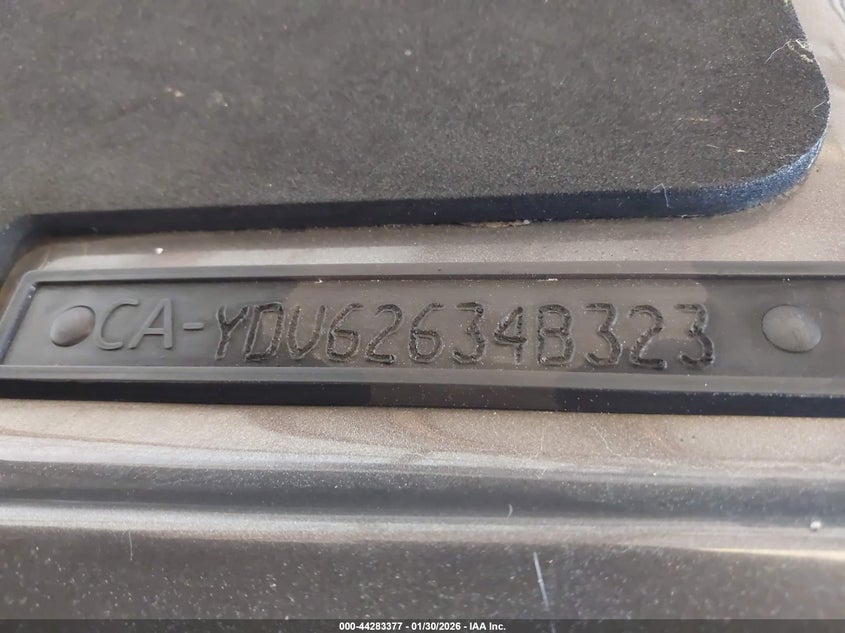 CA-YDV62634B323
000-44283377 - 01/30/2026 - IAA Inc.